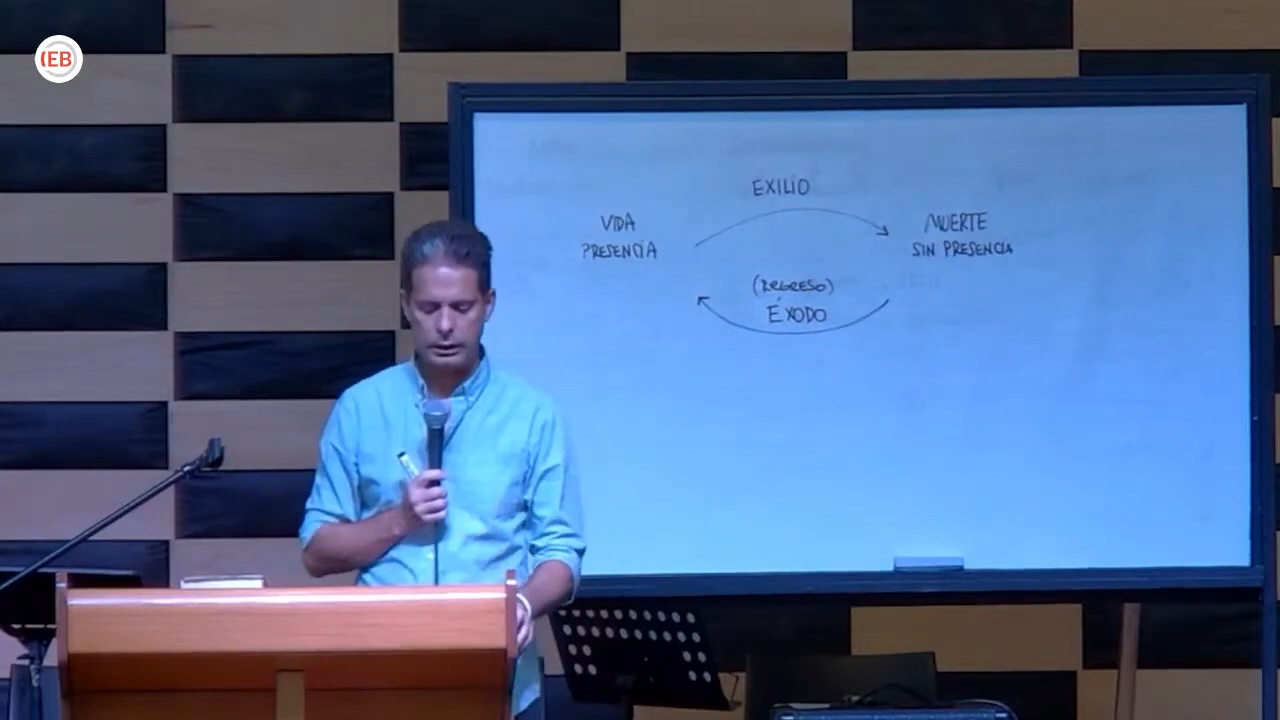 IEB
EXILIO
VIDA
PRESENCIA
MUERTE
SIN PRESENCIA
(REGRESO)
ÉXODO